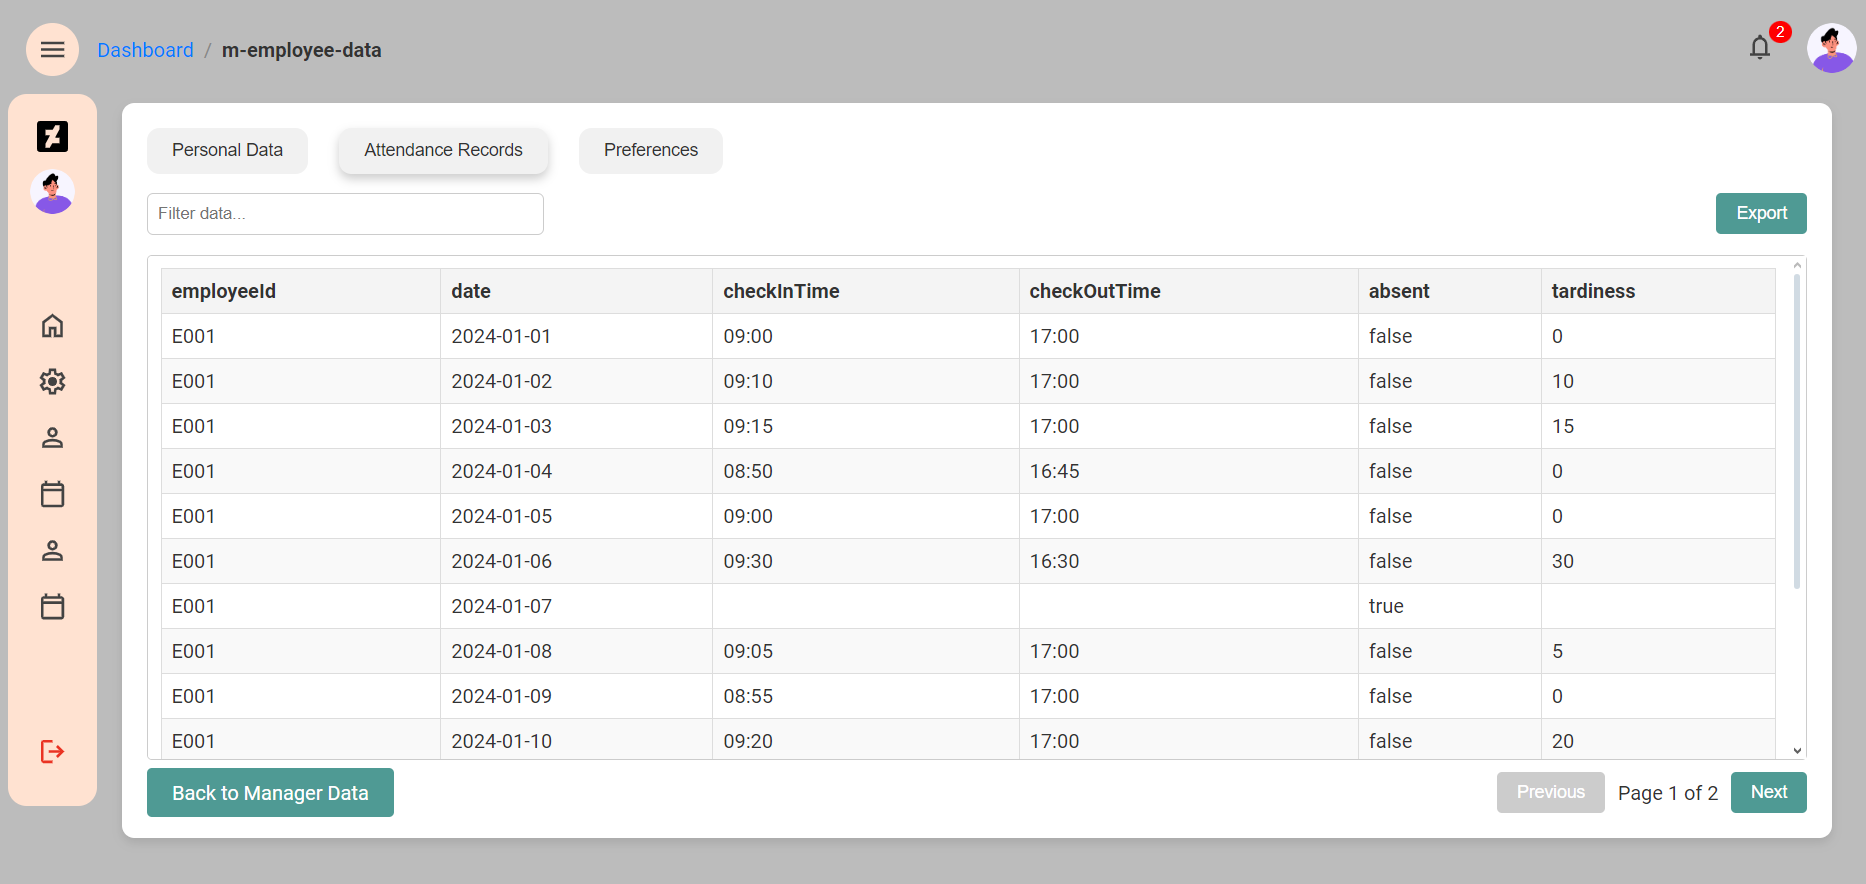 Dashboard / m-employee-data
2
Personal Data
Attendance Records
Preferences
Filter data...
Export
employeeId date checkInTime checkOutTime absent tardiness
E001 2024-01-01 09:00 17:00 false 0
E001 2024-01-02 09:10 17:00 false 10
E001 2024-01-03 09:15 17:00 false 15
E001 2024-01-04 08:50 16:45 false 0
E001 2024-01-05 09:00 17:00 false 0
E001 2024-01-06 09:30 16:30 false 30
E001 2024-01-07 true
E001 2024-01-08 09:05 17:00 false 5
E001 2024-01-09 08:55 17:00 false 0
E001 2024-01-10 09:20 17:00 false 20
Back to Manager Data
Previous Page 1 of 2 Next